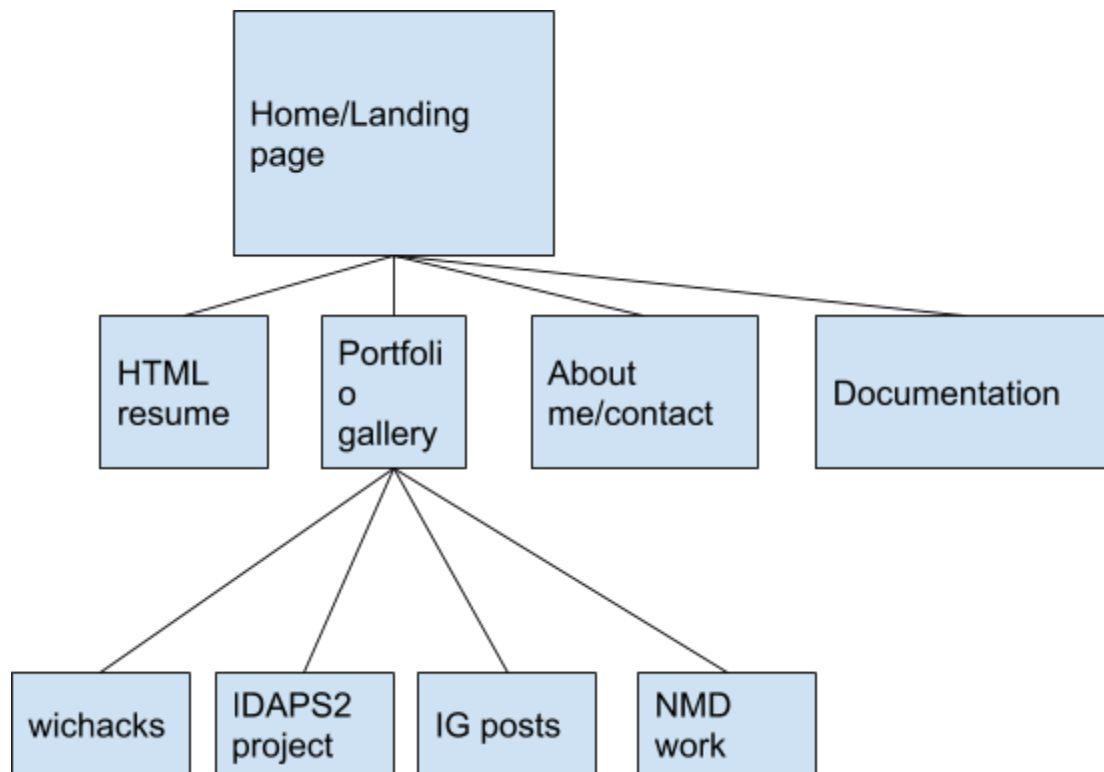 Home/Landing
page
HTML
resume
Portfoli
o
gallery
About
me/contact
Documentation
wichacks
IDAPS2
project
IG posts
NMD
work